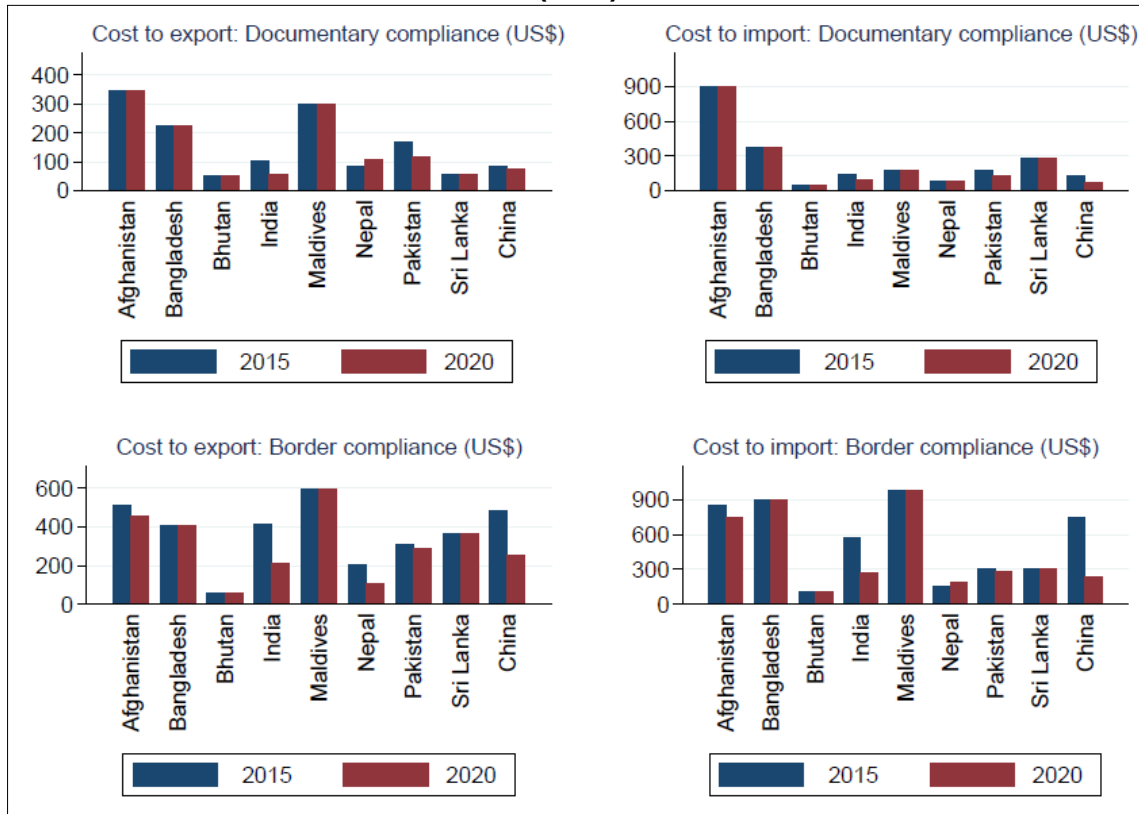 Cost to export: Documentary compliance (US$)
400
300
200
100
0
Afghanistan
Bangladesh
Bhutan
India
Maldives
Nepal
Pakistan
Sri Lanka
China
2015 2020
Cost to import: Documentary compliance (US$)
900
600
300
0
Afghanistan
Bangladesh
Bhutan
India
Maldives
Nepal
Pakistan
Sri Lanka
China
2015 2020
Cost to export: Border compliance (US$)
600
400
200
0
Afghanistan
Bangladesh
Bhutan
India
Maldives
Nepal
Pakistan
Sri Lanka
China
2015 2020
Cost to import: Border compliance (US$)
900
600
300
0
Afghanistan
Bangladesh
Bhutan
India
Maldives
Nepal
Pakistan
Sri Lanka
China
2015 2020